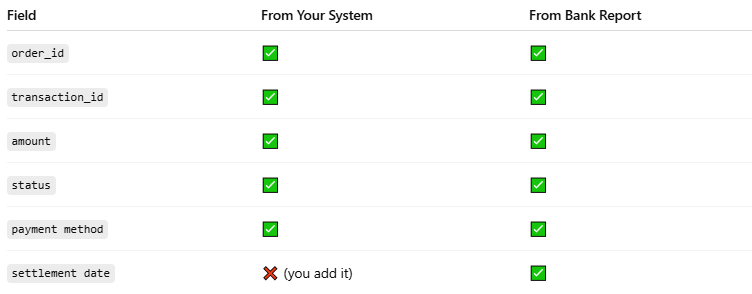 Field From Your System From Bank Report
order_id ✅ ✅
transaction_id ✅ ✅
amount ✅ ✅
status ✅ ✅
payment method ✅ ✅
settlement date ❌ (you add it) ✅